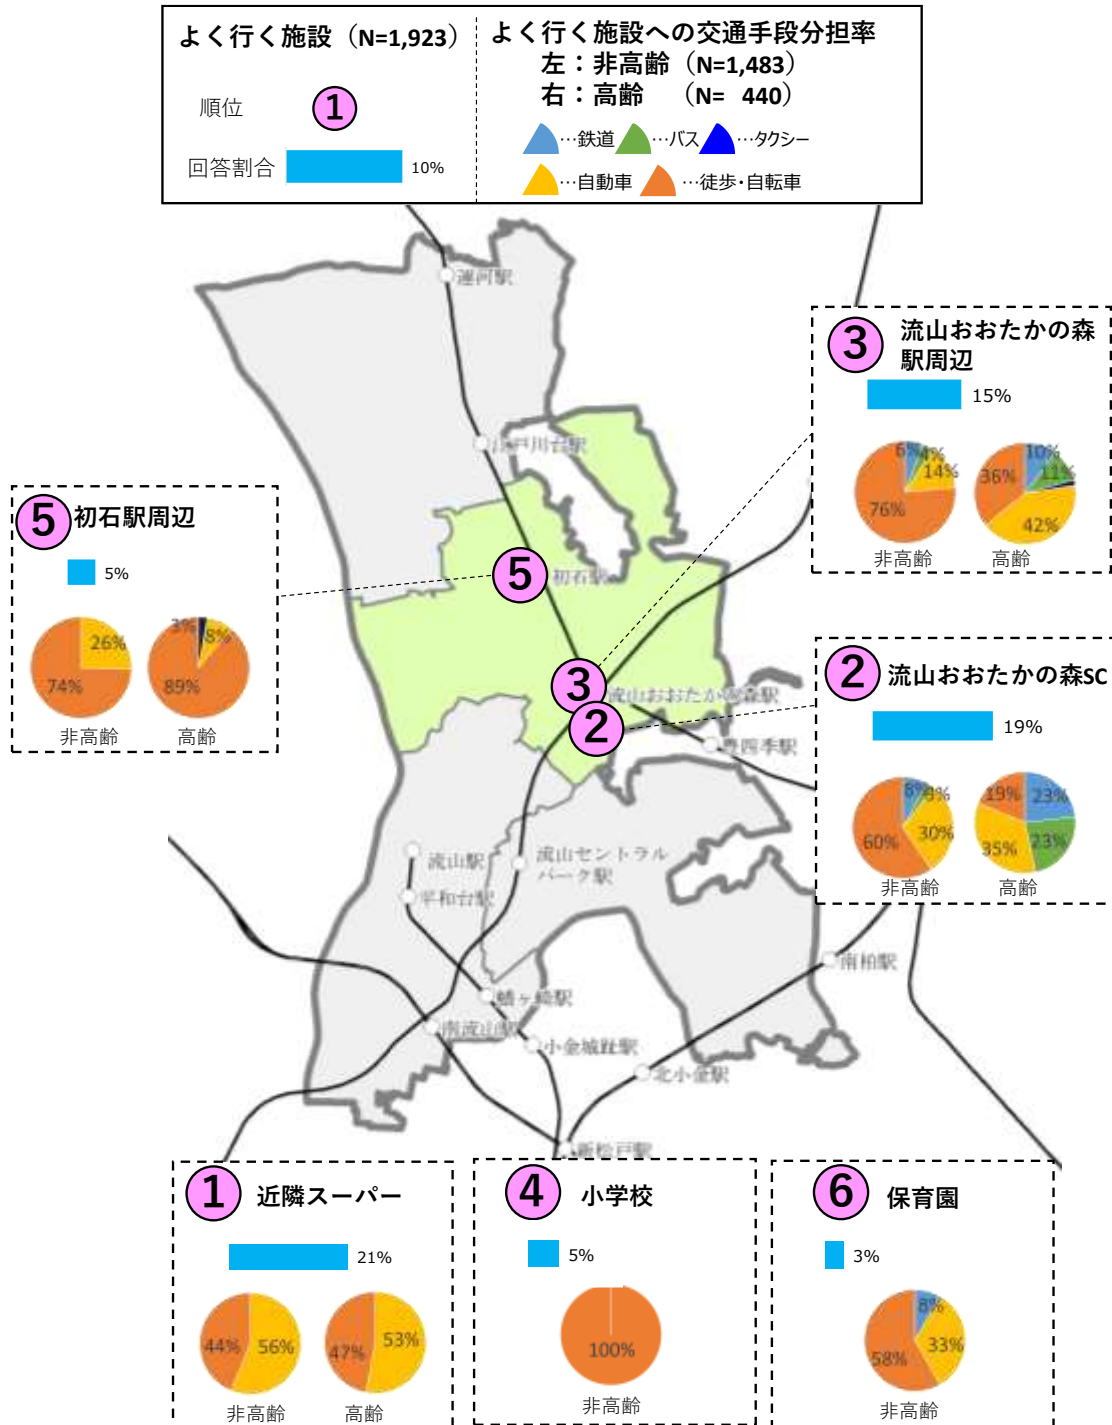 よく行く施設（N=1,923）
順位
①
回答割合
10%
よく行く施設への交通手段分担率
左：非高齢（N=1,483）
右：高齢　（N=　440）
…鉄道 …バス …タクシー
…自動車 …徒歩・自転車
運河駅
江戸川台駅
初石駅
流山おおたかの森駅
豊四季駅
流山駅
流山セントラル
パーク駅
平和台駅
南柏駅
鰭ヶ崎駅
南流山駅
小金城趾駅
北小金駅
新松戸駅
⑤
③
②
③ 流山おおたかの森
駅周辺
15%
6% 4% 14% 76%
10% 11% 42% 36%
非高齢 高齢
⑤ 初石駅周辺
5%
26% 74%
3% 8% 89%
非高齢 高齢
② 流山おおたかの森SC
19%
8% 3% 30% 60%
23% 23% 35% 19%
非高齢 高齢
① 近隣スーパー
21%
44% 56%
47% 53%
非高齢 高齢
④ 小学校
5%
100%
非高齢
⑥ 保育園
3%
8% 33% 58%
非高齢